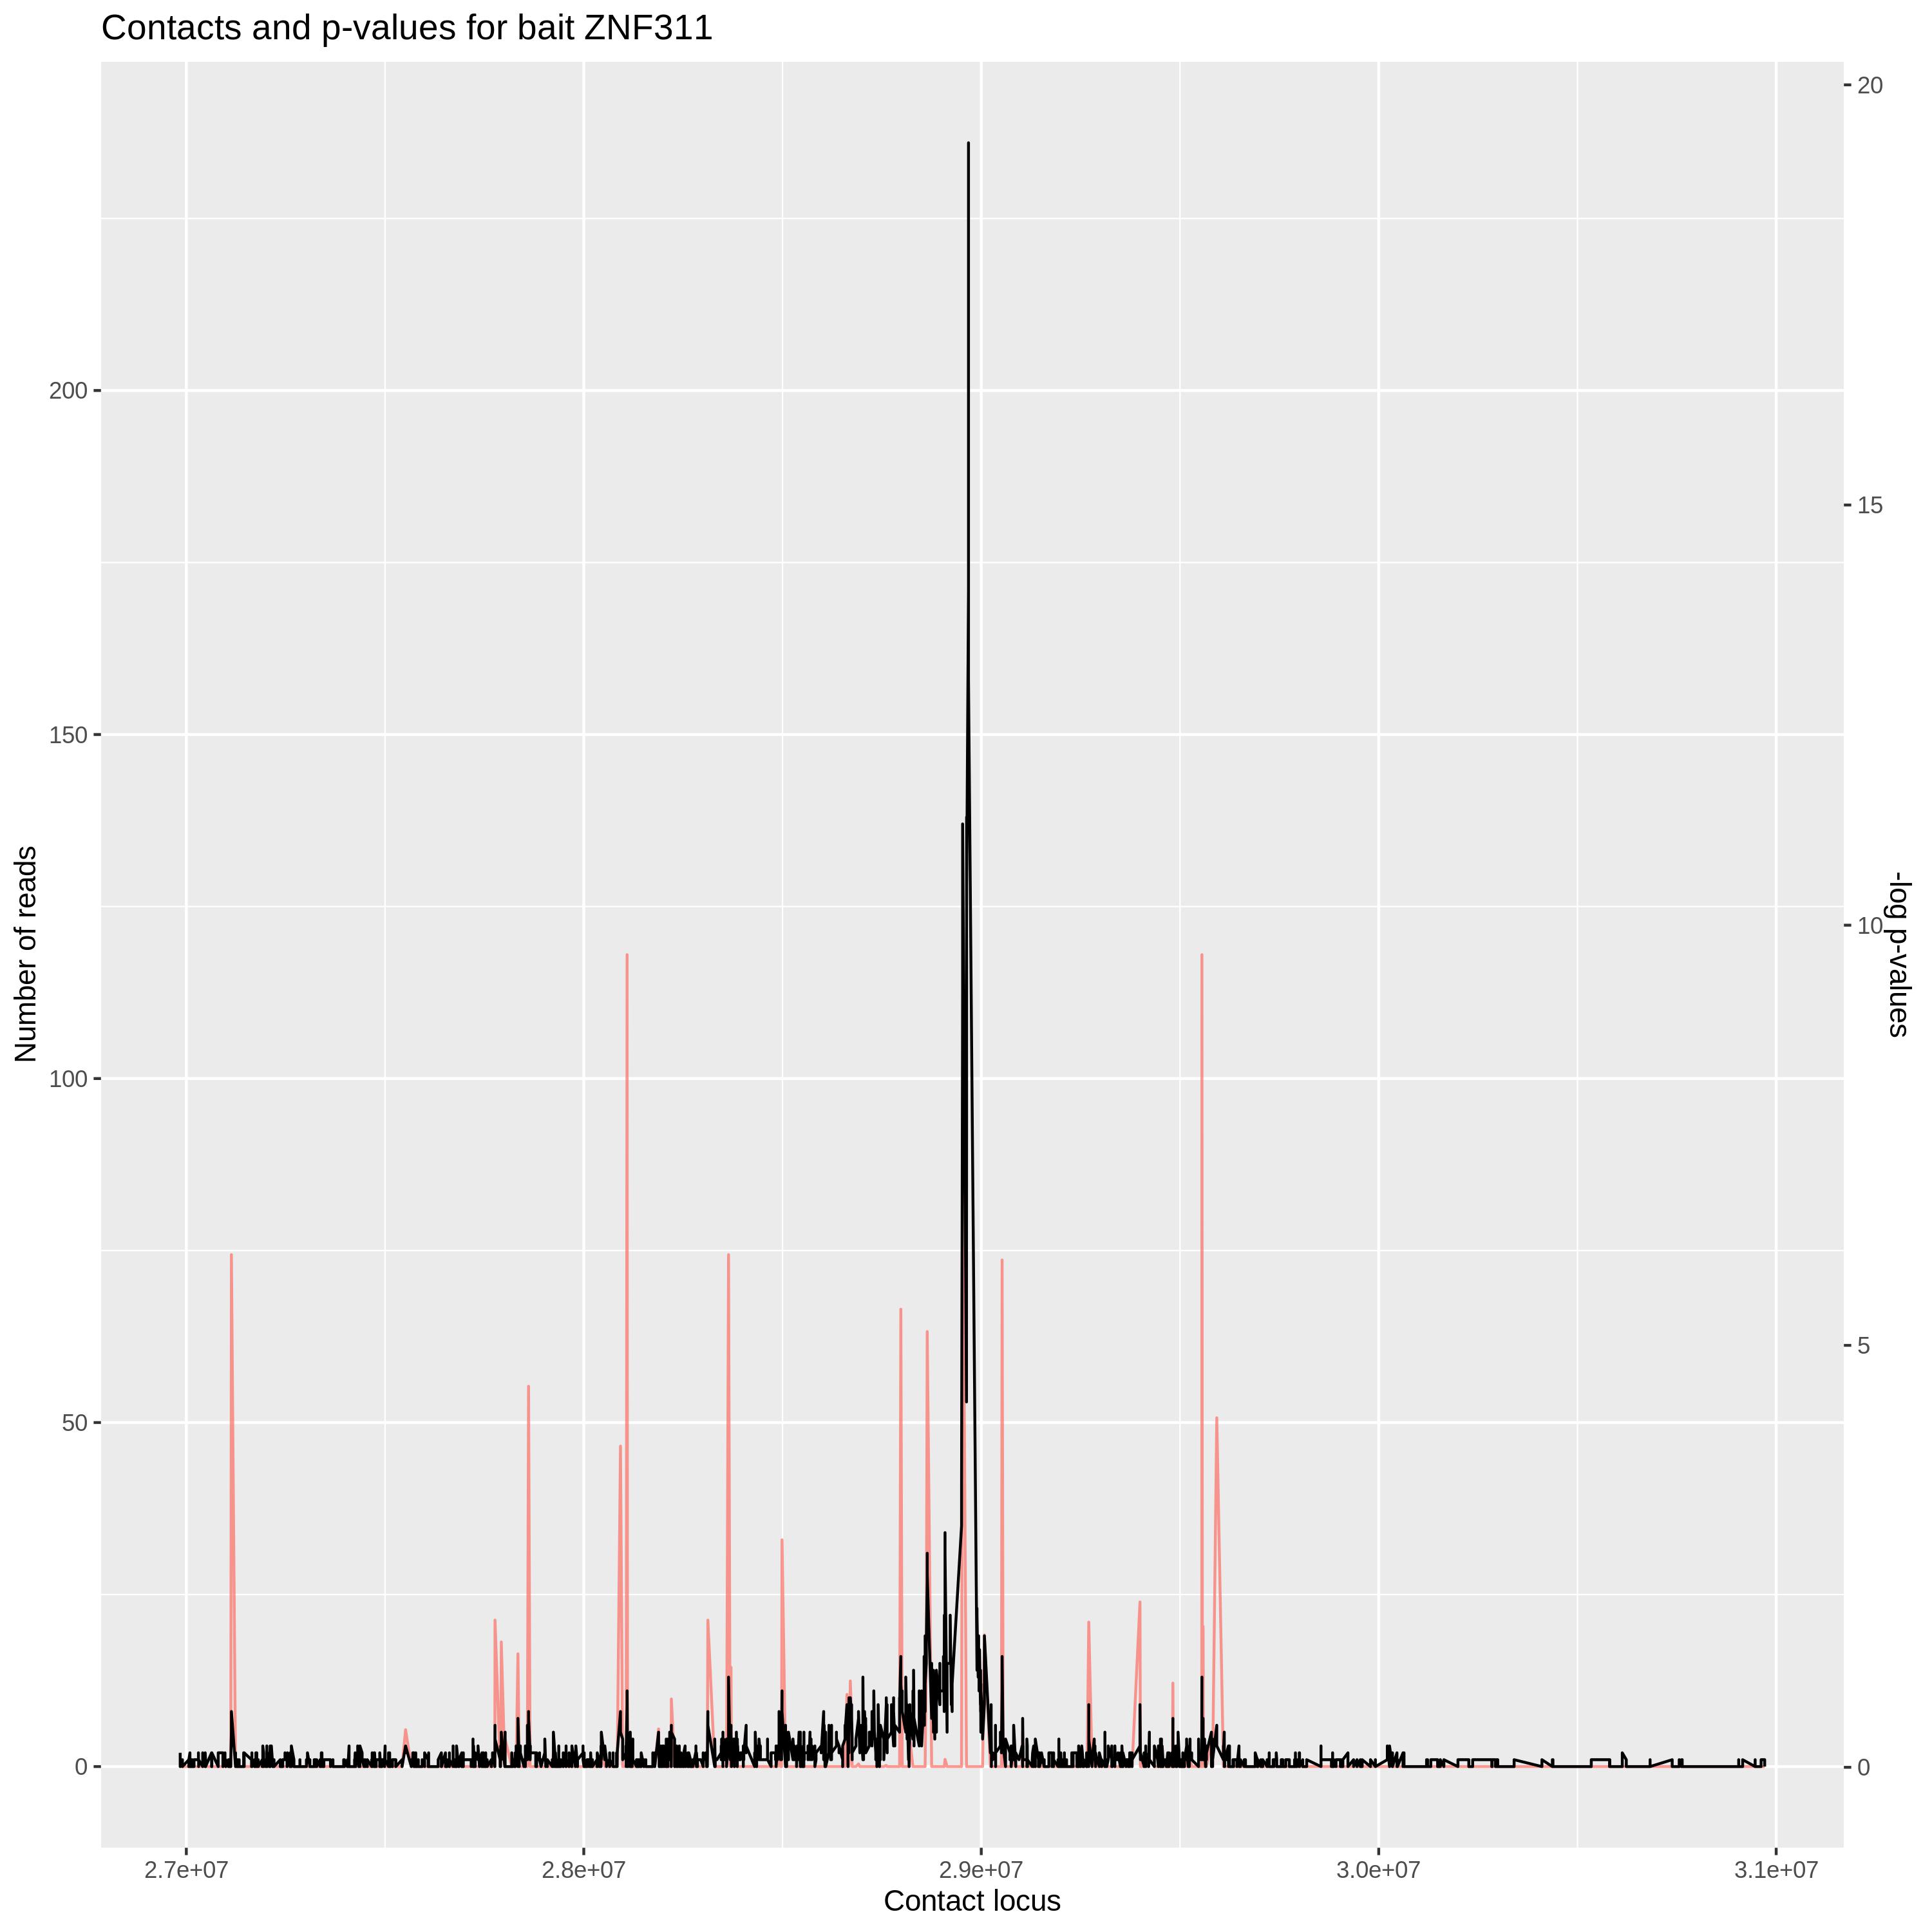 Contacts and p-values for bait ZNF311
Number of reads
200
150
100
50
0
20
15
10
5
0
-log p-values
2.7e+07 2.8e+07 2.9e+07 3.0e+07 3.1e+07
Contact locus